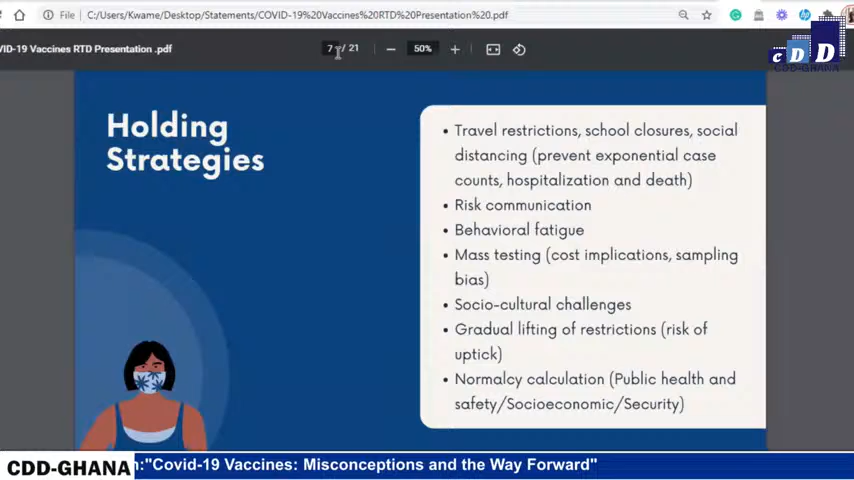 File
C:/Users/Kwame/Desktop/Statements/COVID-19%20Vaccines%20RTD%20Presentation%20.pdf
VID-19 Vaccines RTD Presentation .pdf
7 / 21
50%
CDD
CDD-GHANA
Holding
Strategies
• Travel restrictions, school closures, social
distancing (prevent exponential case
counts, hospitalization and death)
• Risk communication
• Behavioral fatigue
• Mass testing (cost implications, sampling
bias)
• Socio-cultural challenges
• Gradual lifting of restrictions (risk of
uptick)
• Normalcy calculation (Public health and
safety/Socioeconomic/Security)
CDD-GHANA
n:"Covid-19 Vaccines: Misconceptions and the Way Forward"